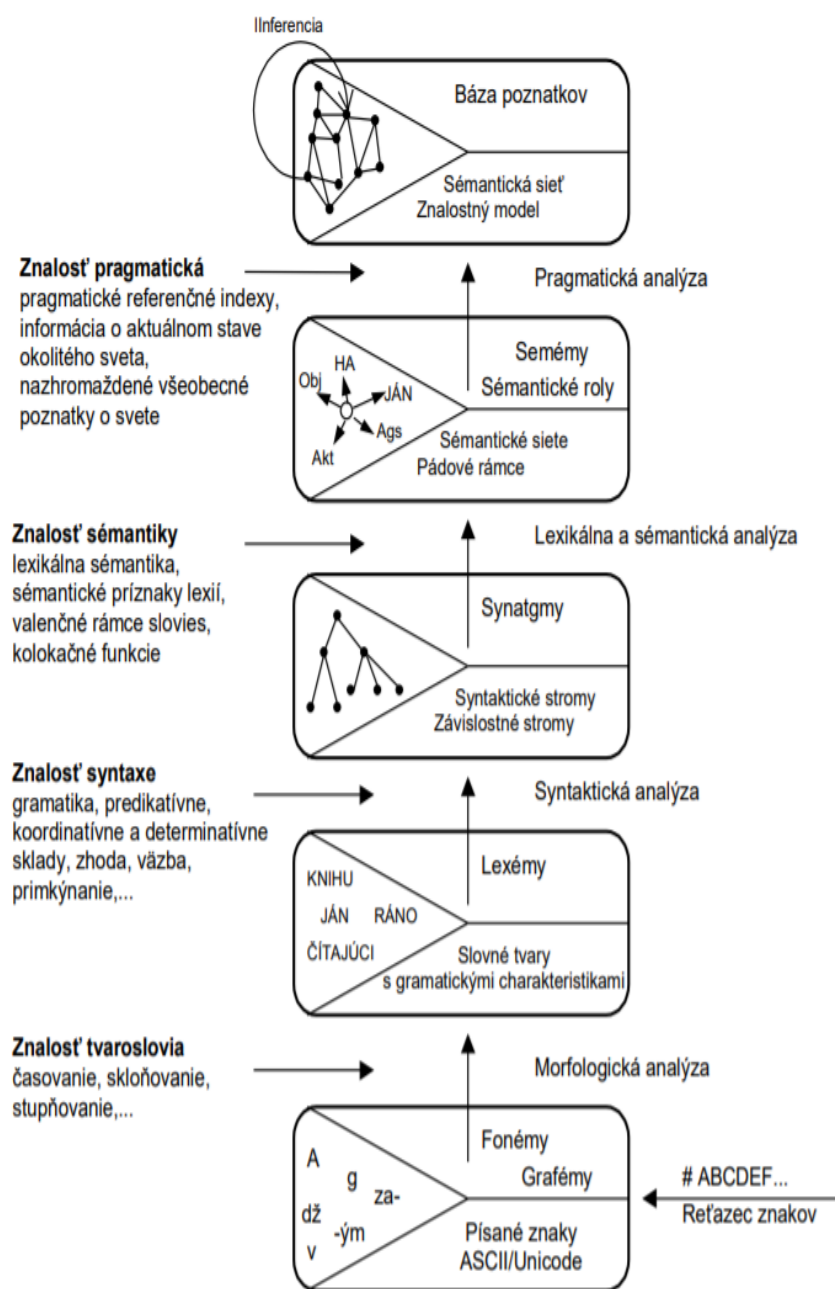 IInferencia
Báza poznatkov
Sémantická sieť
Znalostný model
Znalosť pragmatická
pragmatické referenčné indexy,
informácia o aktuálnom stave
okolitého sveta,
nazhromaždené všeobecné
poznatky o svete
Pragmatická analýza
Semémy
Sémantické roly
HA
Obj
JÁN
Ags
Akt
Sémantické siete
Pádové rámce
Znalosť sémantiky
lexikálna sémantika,
sémantické príznaky lexií,
valenčné rámce slovies,
kolokačné funkcie
Lexikálna a sémantická analýza
Synatgmy
Syntaktické stromy
Závislostné stromy
Znalosť syntaxe
gramatika, predikatívne,
koordinatívne a determinatívne
sklady, zhoda, väzba,
primkýnanie,...
Syntaktická analýza
Lexémy
KNIHU
JÁN RÁNO
ČÍTAJÚCI
Slovné tvary
s gramatickými charakteristikami
Znalosť tvaroslovia
časovanie, skloňovanie,
stupňovanie,...
Morfologická analýza
Fonémy
Grafémy
A
g
za-
dž
-ým
v
Písané znaky
ASCII/Unicode
# ABCDEF...
Reťazec znakov